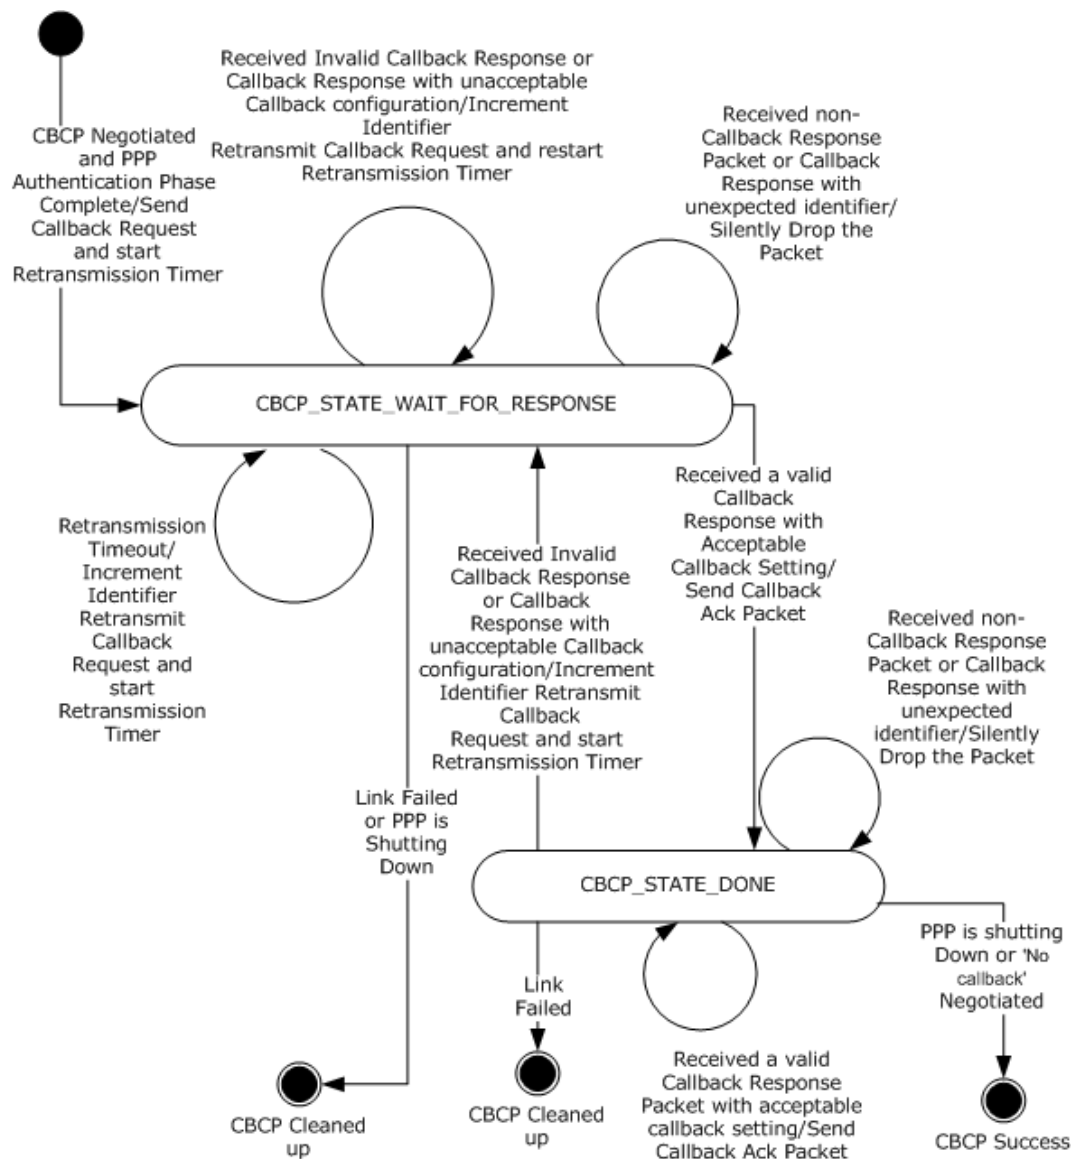 Received Invalid Callback Response or
Callback Response with unacceptable
Callback configuration/Increment
Identifier
Retransmit Callback Request and restart
Retransmission Timer
Received non-
Callback Response
Packet or Callback
Response with
unexpected identifier/
Silently Drop the
Packet
CBCP Negotiated
and PPP
Authentication Phase
Complete/Send
Callback Request
and start
Retransmission Timer
CBCP_STATE_WAIT_FOR_RESPONSE
Retransmission
Timeout/
Increment
Identifier
Retransmit
Callback
Request and
start
Retransmission
Timer
Received Invalid
Callback Response
or Callback
Response with
unacceptable Callback
configuration/Increment
Identifier Retransmit
Callback
Request and start
Retransmission Timer
Received a valid
Callback
Response with
Acceptable
Callback Setting/
Send Callback
Ack Packet
Received non-
Callback Response
Packet or Callback
Response with
unexpected
identifier/Silently
Drop the Packet
Link Failed
or PPP is
Shutting
Down
CBCP_STATE_DONE
Link
Failed
PPP is shutting
Down or 'No
callback'
Negotiated
CBCP Cleaned
up
CBCP Cleaned
up
Received a valid
Callback Response
Packet with acceptable
callback setting/Send
Callback Ack Packet
CBCP Success